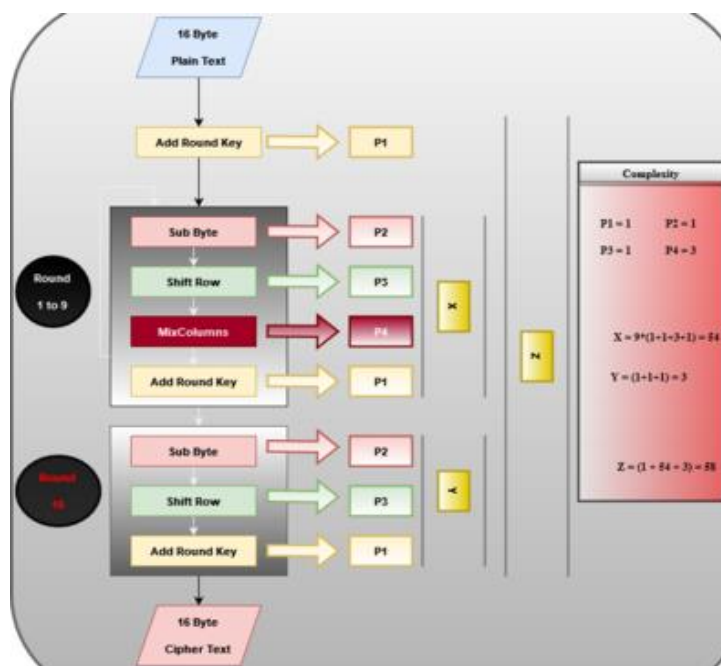 16 Byte
Plain Text
Add Round Key
P1
Complexity
P1 = 1 P2 = 1
P3 = 1 P4 = 3
X = 9*(1+1+3+1) = 54
Y = (1+1+1) = 3
Z = (1 + 54 + 3) = 58
Round
1 to 9
Sub Byte
P2
Shift Row
P3
MixColumns
P4
Add Round Key
P1
X
Z
Round
10
Sub Byte
P2
Shift Row
P3
Add Round Key
P1
Y
16 Byte
Cipher Text